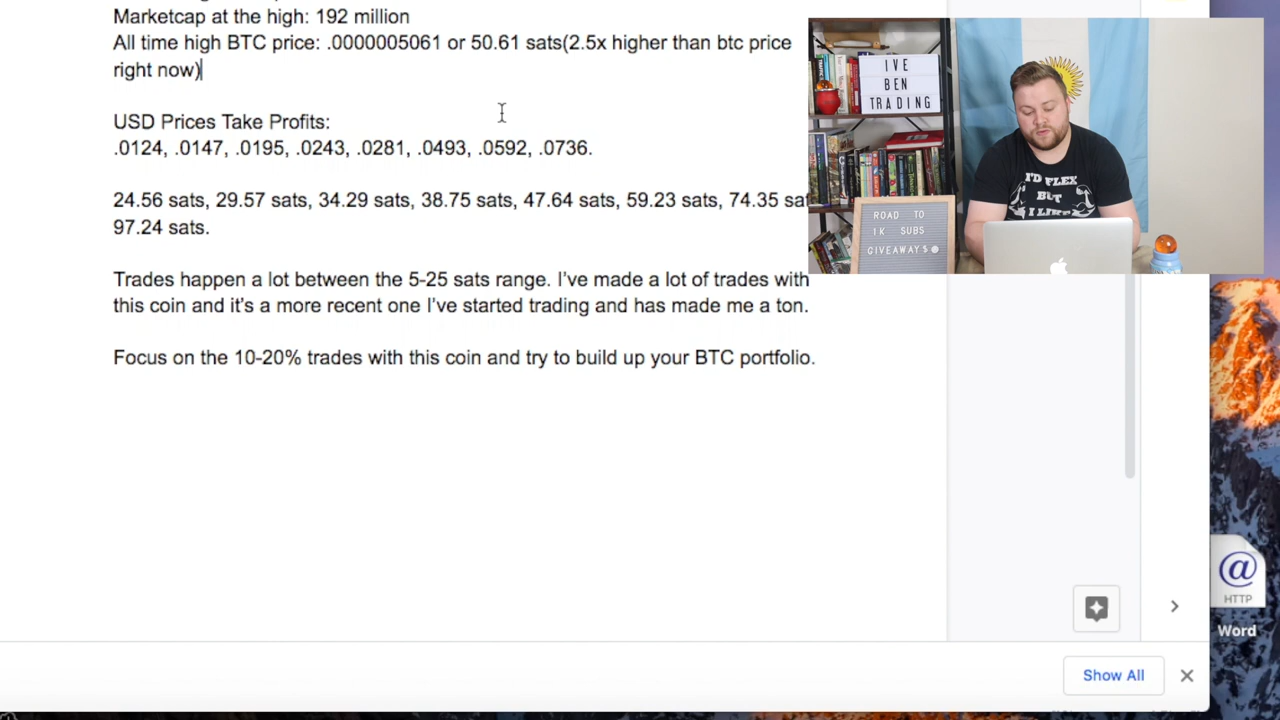 Marketcap at the high: 192 million
All time high BTC price: .0000005061 or 50.61 sats(2.5x higher than btc price
right now)
USD Prices Take Profits:
.0124, .0147, .0195, .0243, .0281, .0493, .0592, .0736.
24.56 sats, 29.57 sats, 34.29 sats, 38.75 sats, 47.64 sats, 59.23 sats, 74.35
97.24 sats.
Trades happen a lot between the 5-25 sats range. I've made a lot of trades with
this coin and it's a more recent one I've started trading and has made me a ton.
Focus on the 10-20% trades with this coin and try to build up your BTC portfolio.
IVE
BEN
TRADING
I'D FLEX
BUT
I LIKE
ROAD TO
1K SUBS
GIVEAWAYS
@
HTTP
Word
Show All